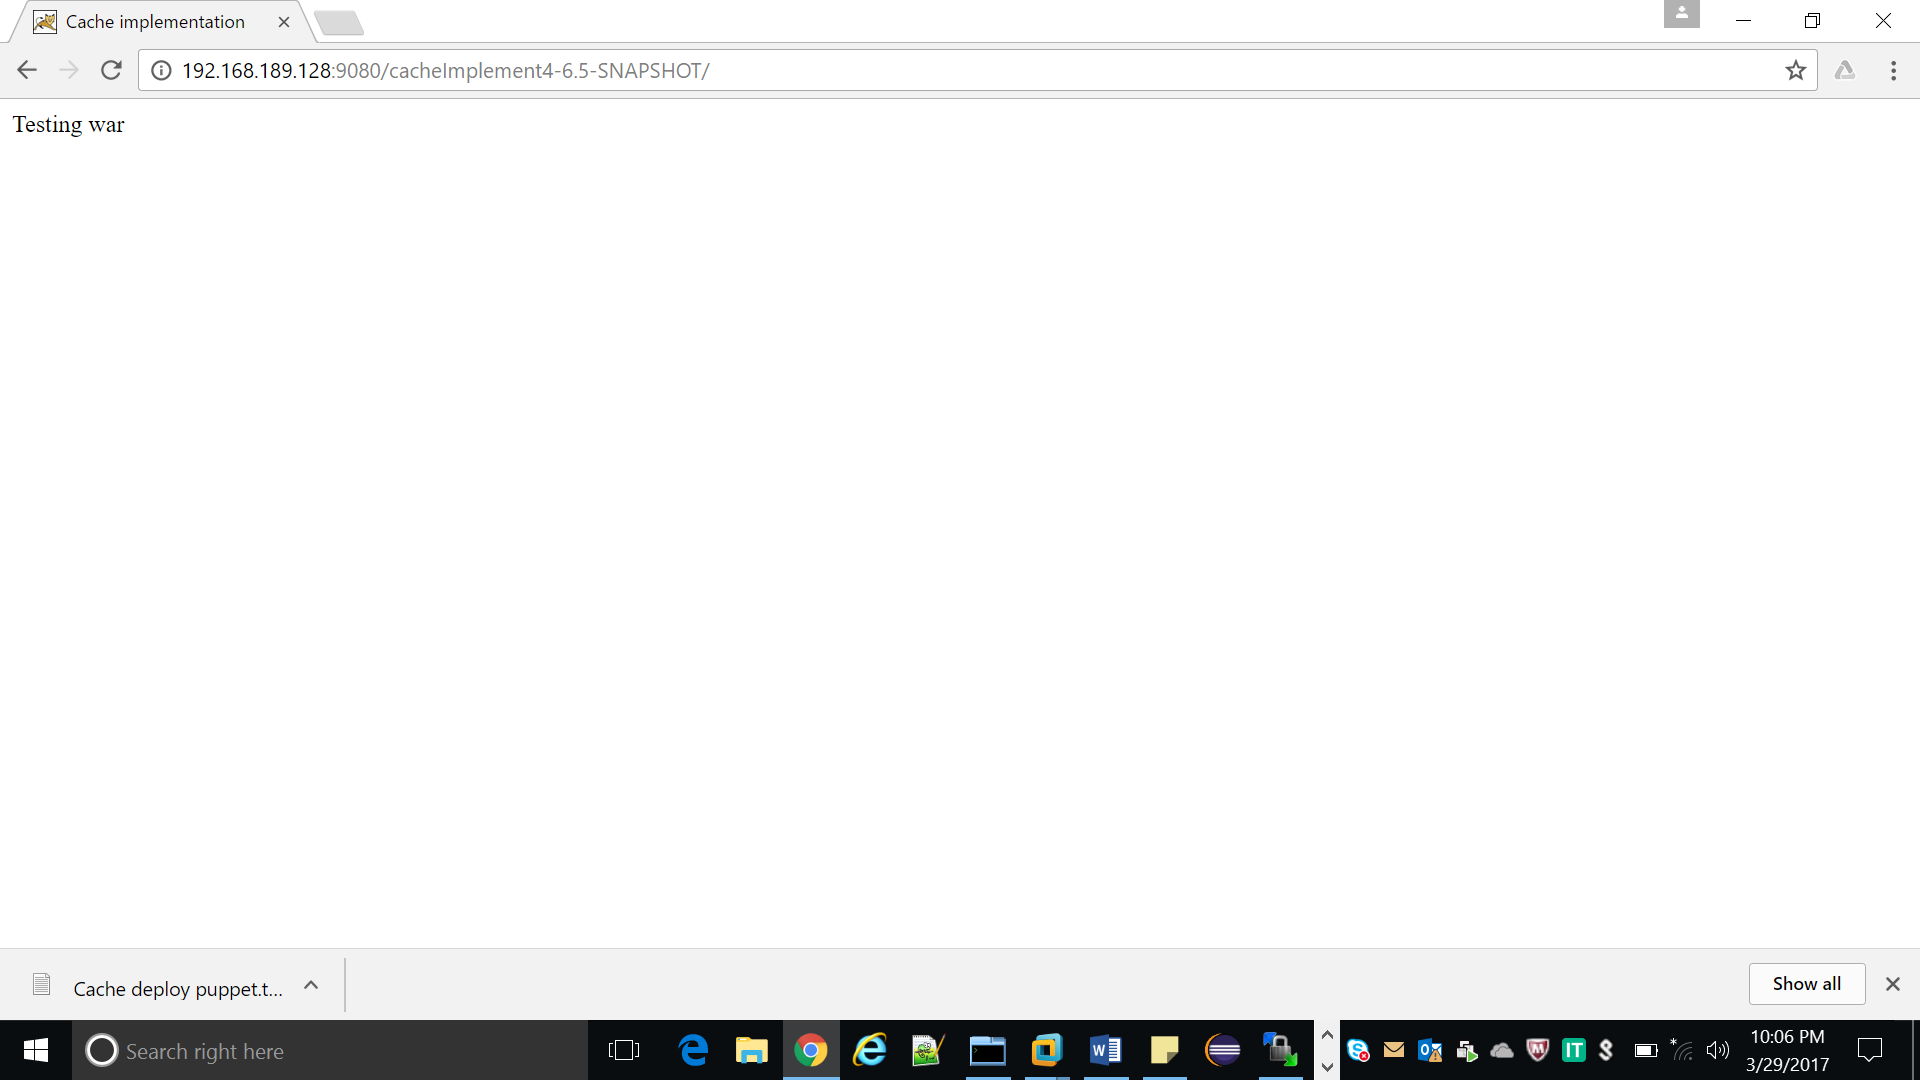 Cache implementation
192.168.189.128:9080/cacheImplement4-6.5-SNAPSHOT/
Testing war
Cache deploy puppet.t...
Show all
Search right here
IT
10:06 PM
3/29/2017